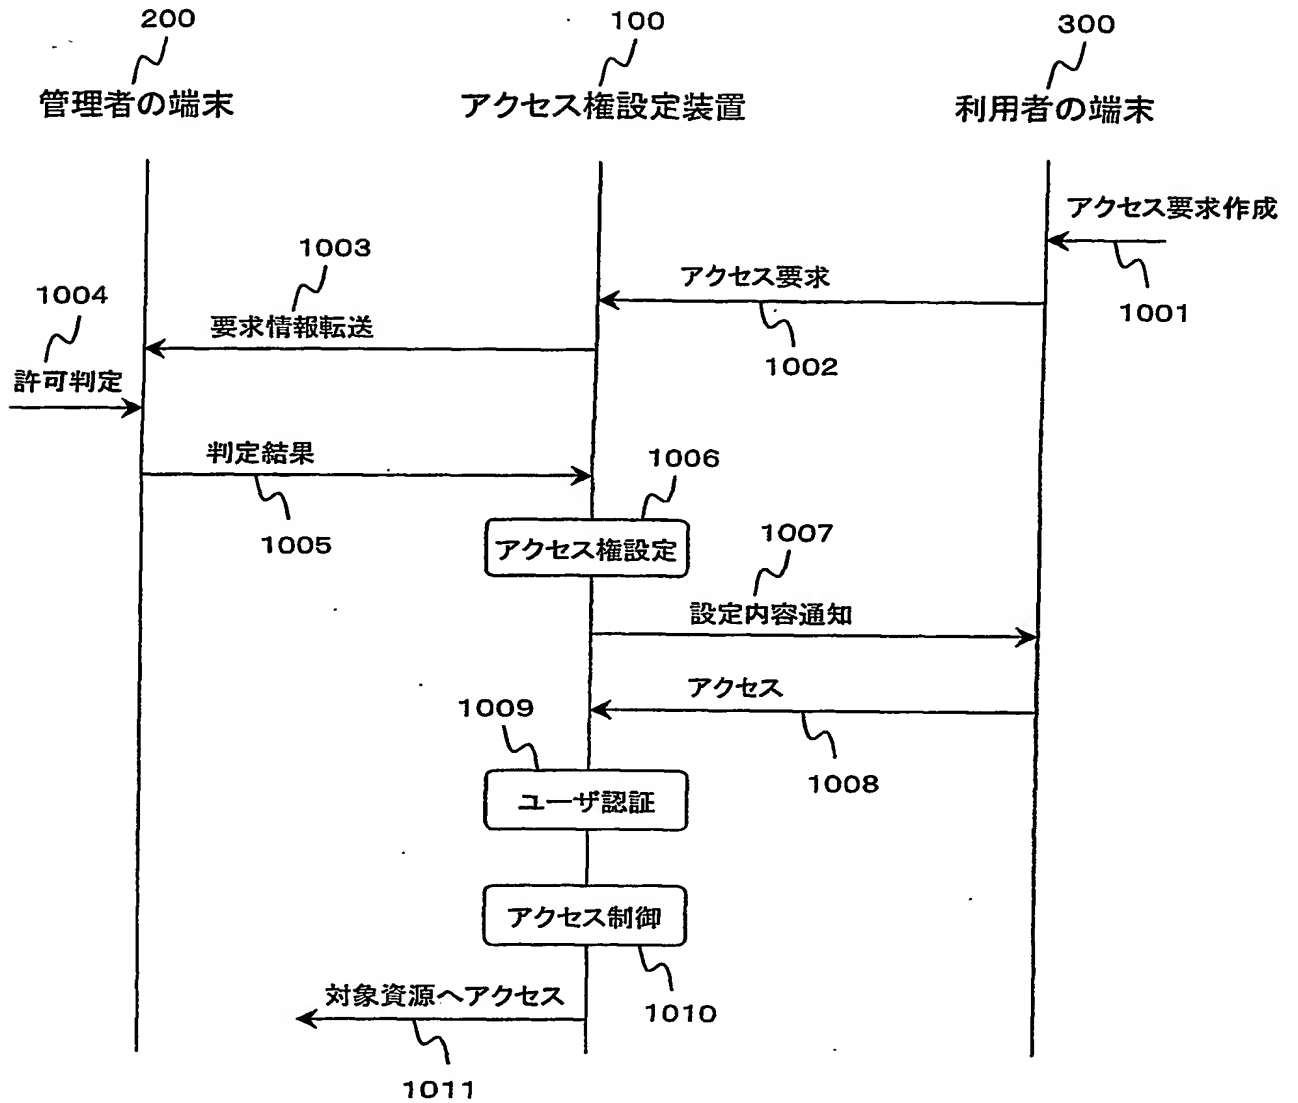 200
100
300
管理者の端末
アクセス権設定装置
利用者の端末
アクセス要求作成
1001
アクセス要求
1002
1003
要求情報転送
1004
許可判定
判定結果
1005
1006
アクセス権設定
1007
設定内容通知
アクセス
1008
1009
ユーザ認証
アクセス制御
1010
対象資源へアクセス
1011